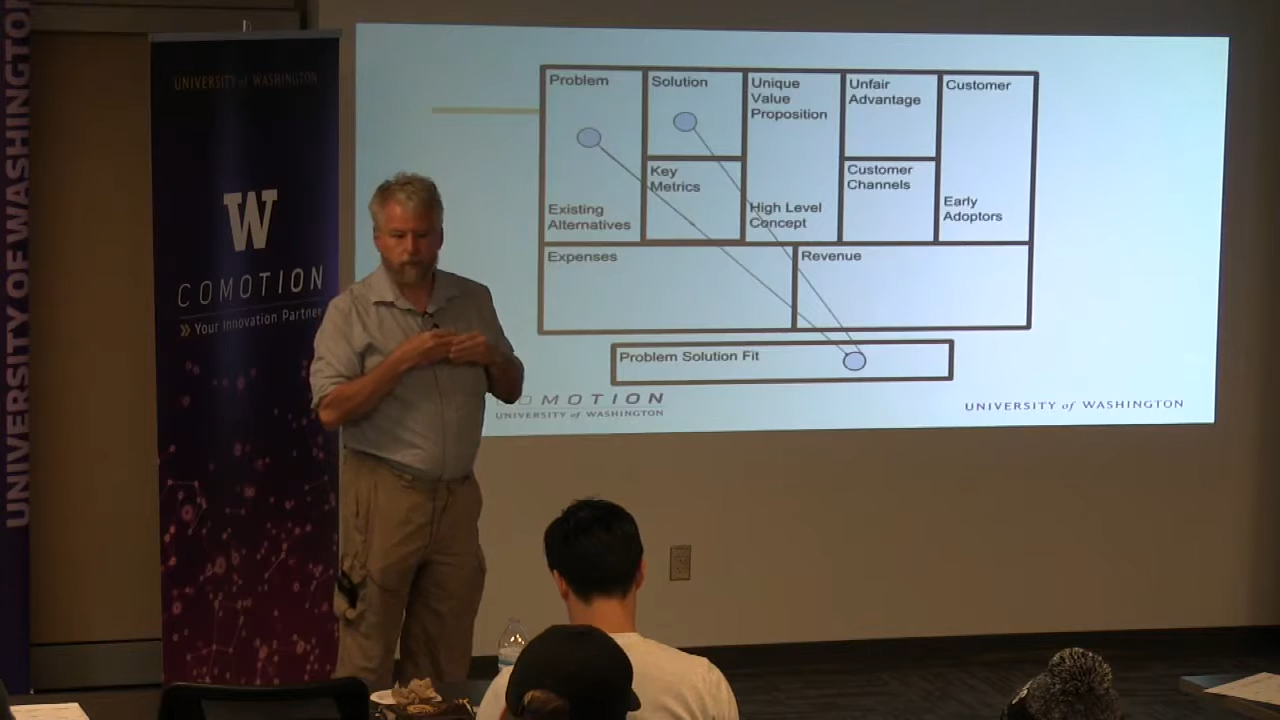 UNIVERSITY OF WASHINGTON
UNIVERSITY of WASHINGTON
W
COMOTION
Your Innovation Partner
Problem
Existing
Alternatives
Solution
Key
Metrics
Unique
Value
Proposition
High Level
Concept
Unfair
Advantage
Customer
Channels
Customer
Early
Adoptors
Expenses
Revenue
Problem Solution Fit
COMOTION
UNIVERSITY of WASHINGTON
UNIVERSITY of WASHINGTON